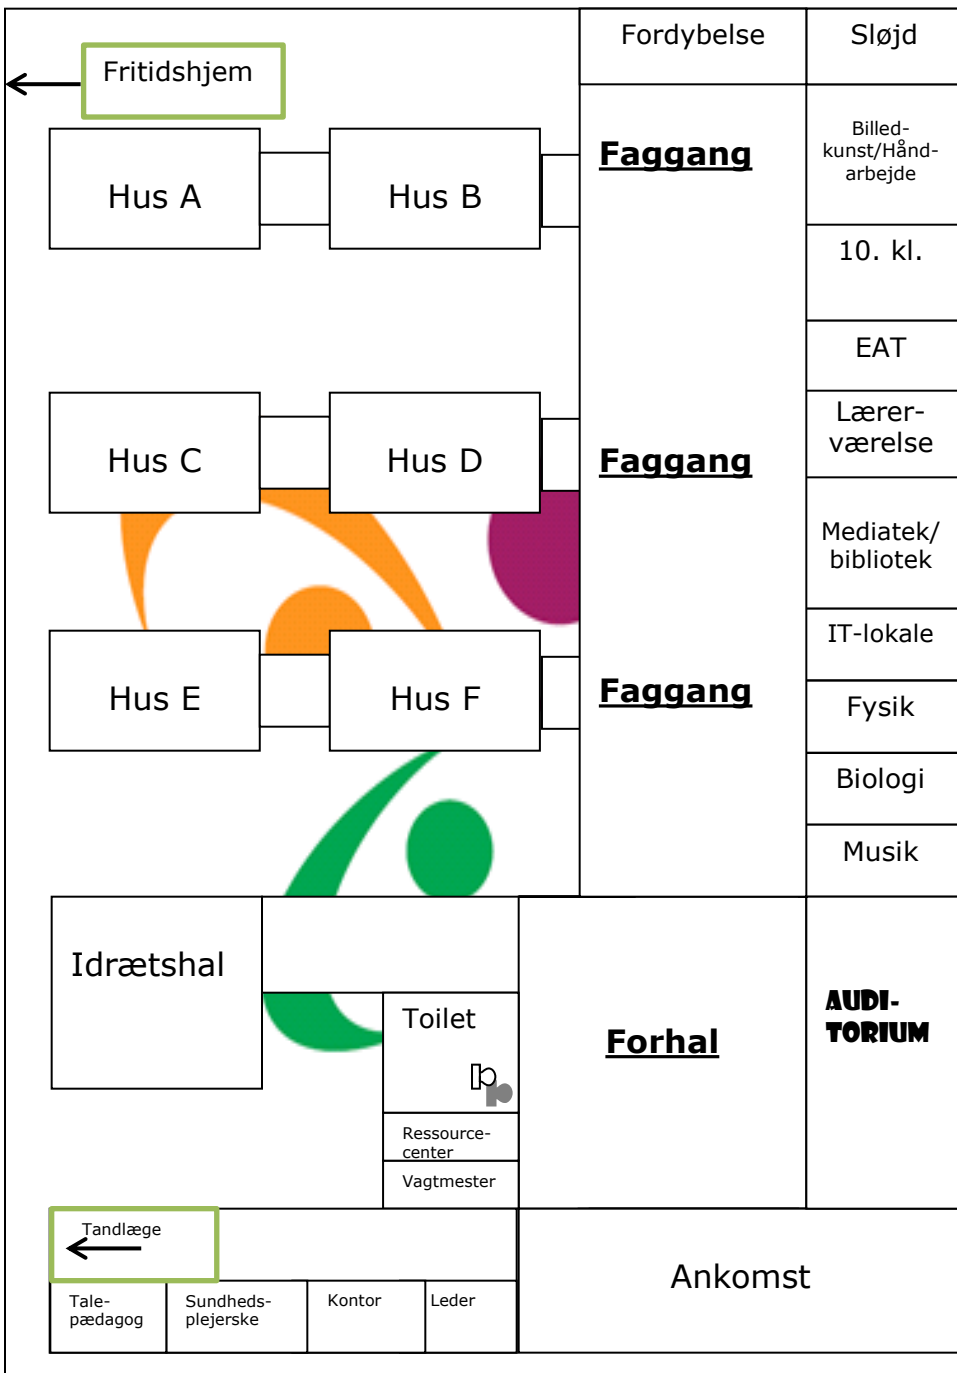 Fordybelse
Sløjd
Fritidshjem
Faggang
Billed-
kunst/Hånd-
arbejde
Hus A
Hus B
10. kl.
EAT
Lærer-
værelse
Hus C
Hus D
Faggang
Mediatek/
bibliotek
IT-lokale
Hus E
Hus F
Faggang
Fysik
Biologi
Musik
Idrætshal
Toilet
Forhal
AUDI-
TORIUM
Ressource-
center
Vagtmester
Tandlæge
Ankomst
Tale-
pædagog
Sundheds-
plejerske
Kontor
Leder